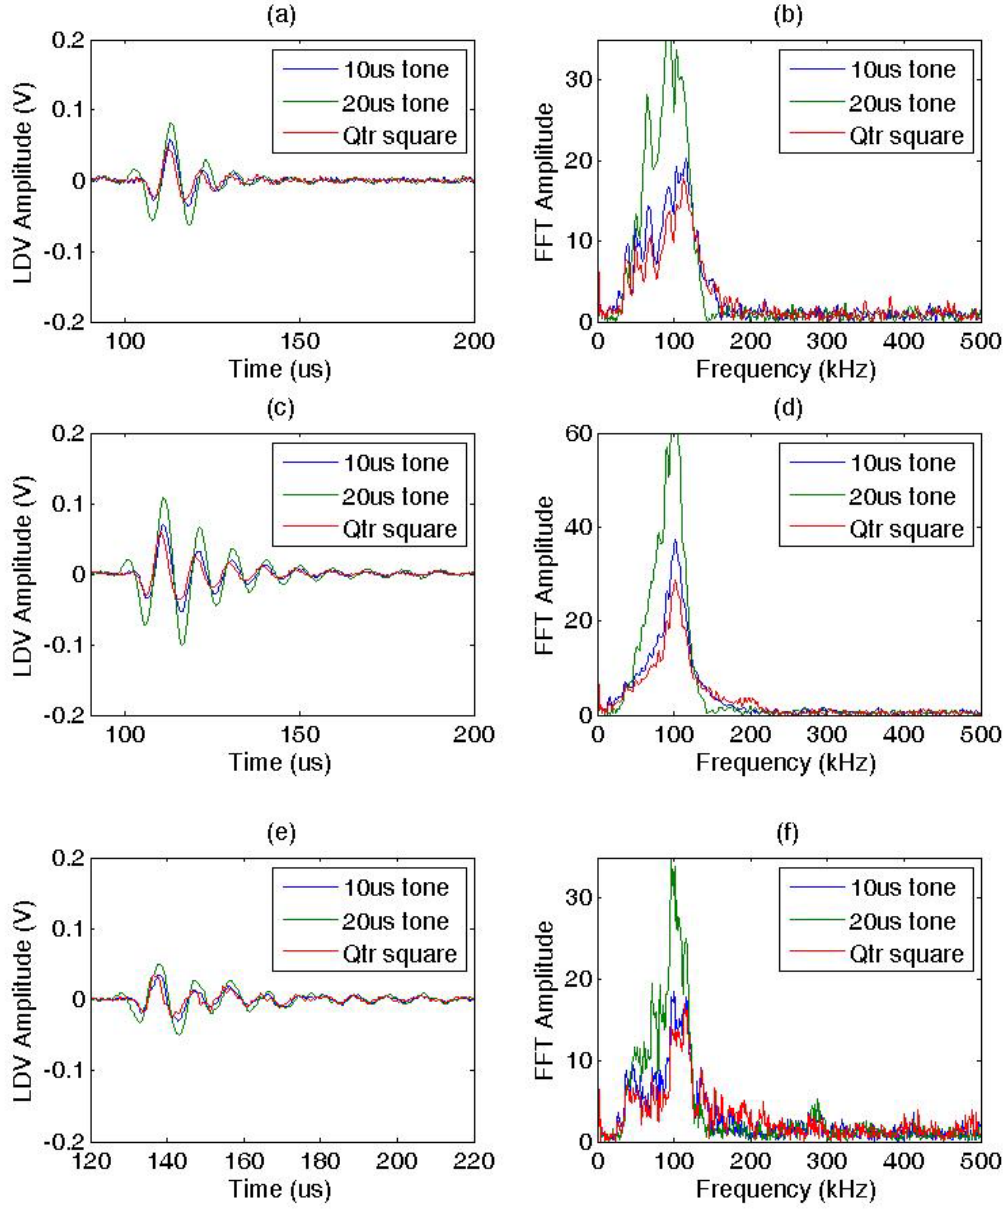 (a)
0.2
0.1
0
-0.1
-0.2
LDV Amplitude (V)
10us tone
20us tone
Qtr square
100
150
200
Time (us)
(b)
30
20
10
0
FFT Amplitude
10us tone
20us tone
Qtr square
0
100
200
300
400
500
Frequency (kHz)
(c)
0.2
0.1
0
-0.1
-0.2
LDV Amplitude (V)
10us tone
20us tone
Qtr square
100
150
200
Time (us)
(d)
60
40
20
0
FFT Amplitude
10us tone
20us tone
Qtr square
0
100
200
300
400
500
Frequency (kHz)
(e)
0.2
0.1
0
-0.1
-0.2
LDV Amplitude (V)
10us tone
20us tone
Qtr square
120
140
160
180
200
220
Time (us)
(f)
30
20
10
0
FFT Amplitude
10us tone
20us tone
Qtr square
0
100
200
300
400
500
Frequency (kHz)